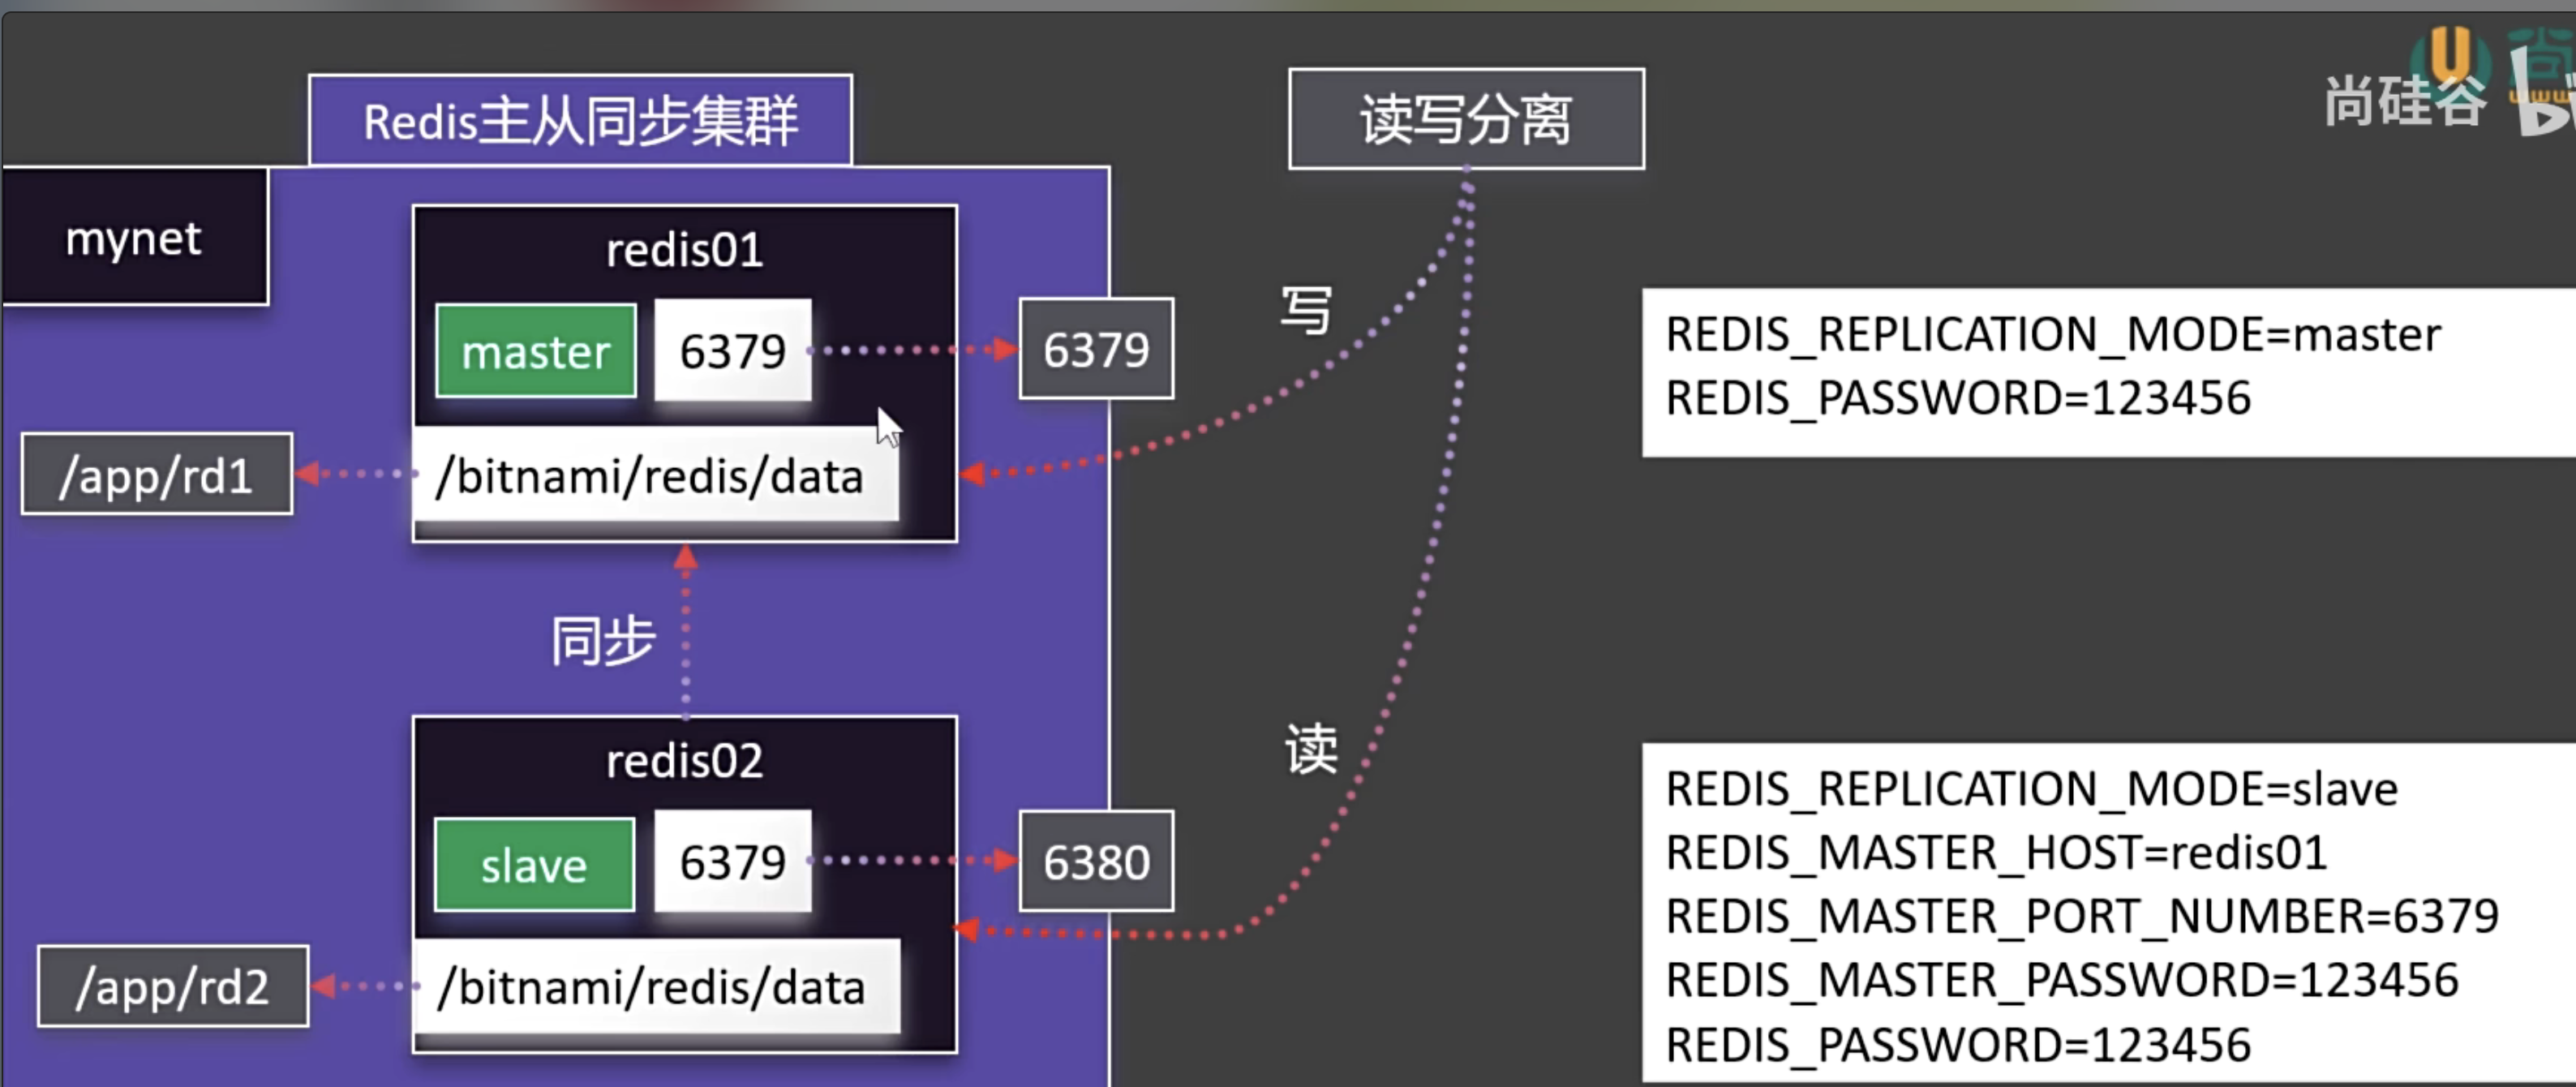 尚硅谷
Redis主从同步集群
读写分离
mynet
redis01
master
6379
6379
写
REDIS_REPLICATION_MODE=master
REDIS_PASSWORD=123456
/app/rd1
/bitnami/redis/data
同步
读
redis02
slave
6379
6380
REDIS_REPLICATION_MODE=slave
REDIS_MASTER_HOST=redis01
REDIS_MASTER_PORT_NUMBER=6379
REDIS_MASTER_PASSWORD=123456
REDIS_PASSWORD=123456
/app/rd2
/bitnami/redis/data